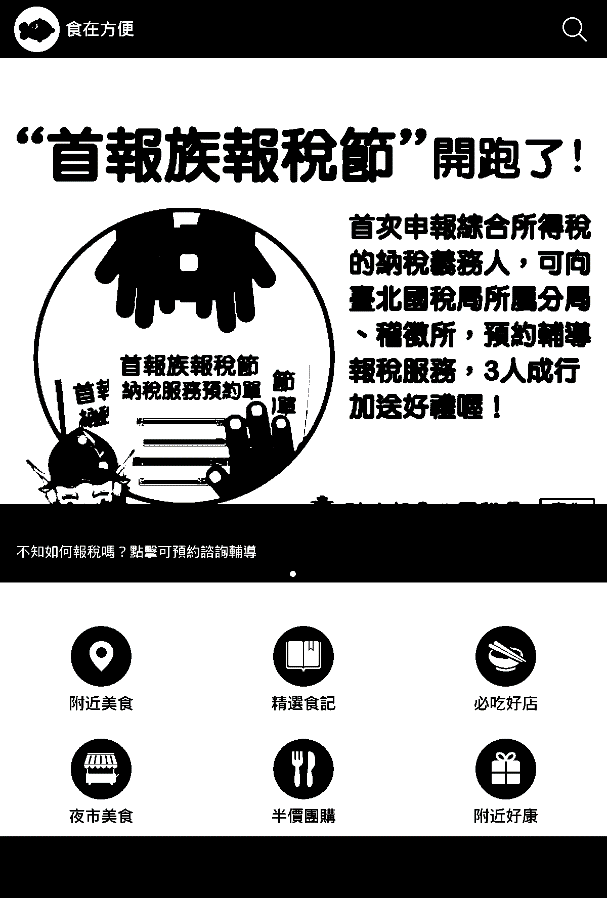 食在方便
“首報族報稅節”開跑了!
首次申報綜合所得稅
的納稅義務人，可向
臺北國稅局所屬分局
、稽徵所，預約輔導
報稅服務，3人成行
加送好禮喔！
首報族報稅節
納稅服務預約單
不知如何報稅嗎？點擊可預約諮詢輔導
附近美食
精選食記
必吃好店
夜市美食
半價團購
附近好康